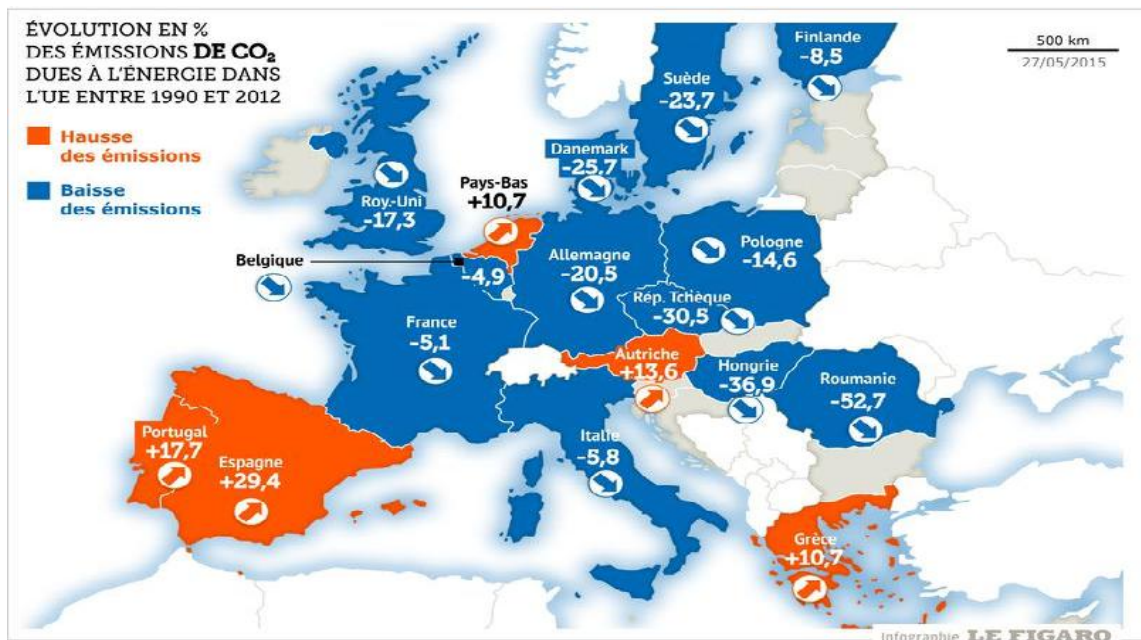 ÉVOLUTION EN %
DES ÉMISSIONS DE CO₂
DUES À L'ÉNERGIE DANS
L'UE ENTRE 1990 ET 2012
Hausse
des émissions
Baisse
des émissions
500 km
27/05/2015
Finlande
-8,5
Suède
-23,7
Danemark
-25,7
Pays-Bas
+10,7
Roy.-Uni
-17,3
Belgique
-4,9
Allemagne
-20,5
Pologne
-14,6
Rép. Tchèque
-30,5
France
-5,1
Autriche
+13,6
Hongrie
-36,9
Roumanie
-52,7
Portugal
+17,7
Espagne
+29,4
Italie
-5,8
Grèce
+10,7
Infographie LE FIGARO